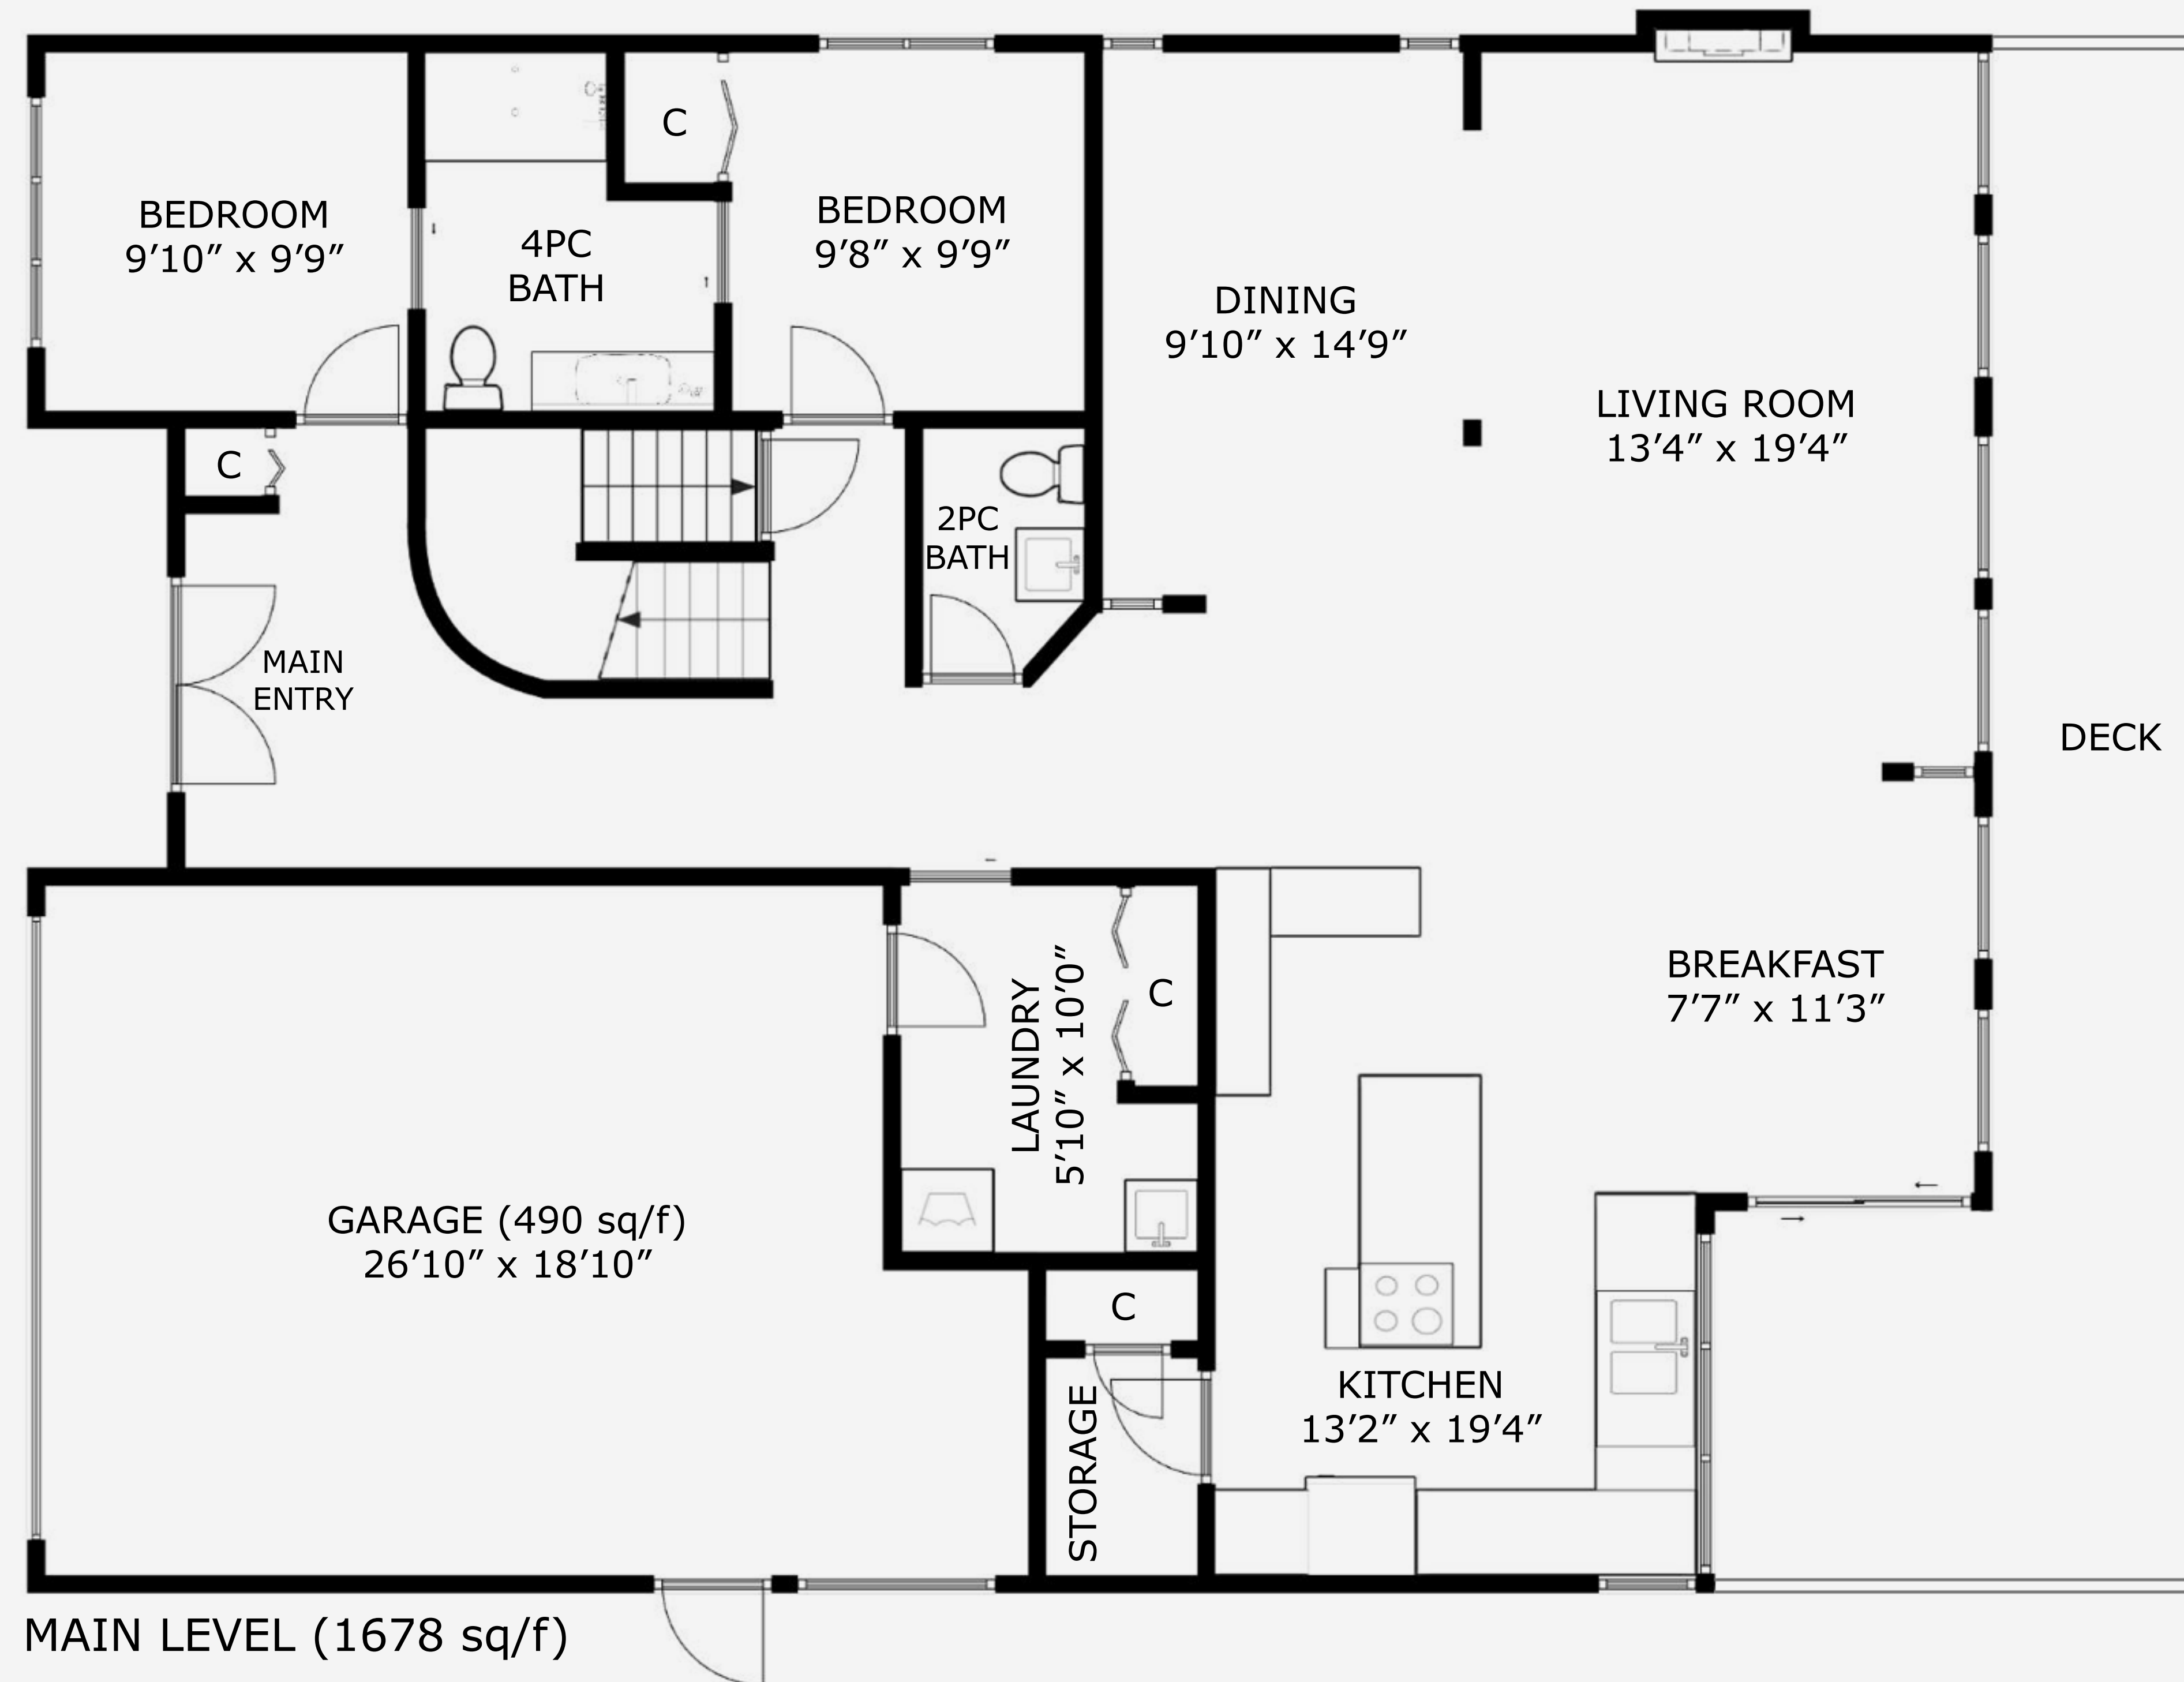 C
BEDROOM
9’10” x 9’9”
4PC
BATH
BEDROOM
9’8” x 9’9”
DINING
9’10” x 14’9”
LIVING ROOM
13’4” x 19’4”
C
2PC
BATH
MAIN
ENTRY
DECK
BREAKFAST
7’7” x 11’3”
LAUNDRY
5’10” x 10’0”
C
GARAGE (490 sq/f)
26’10” x 18’10”
C
STORAGE
KITCHEN
13’2” x 19’4”
MAIN LEVEL (1678 sq/f)